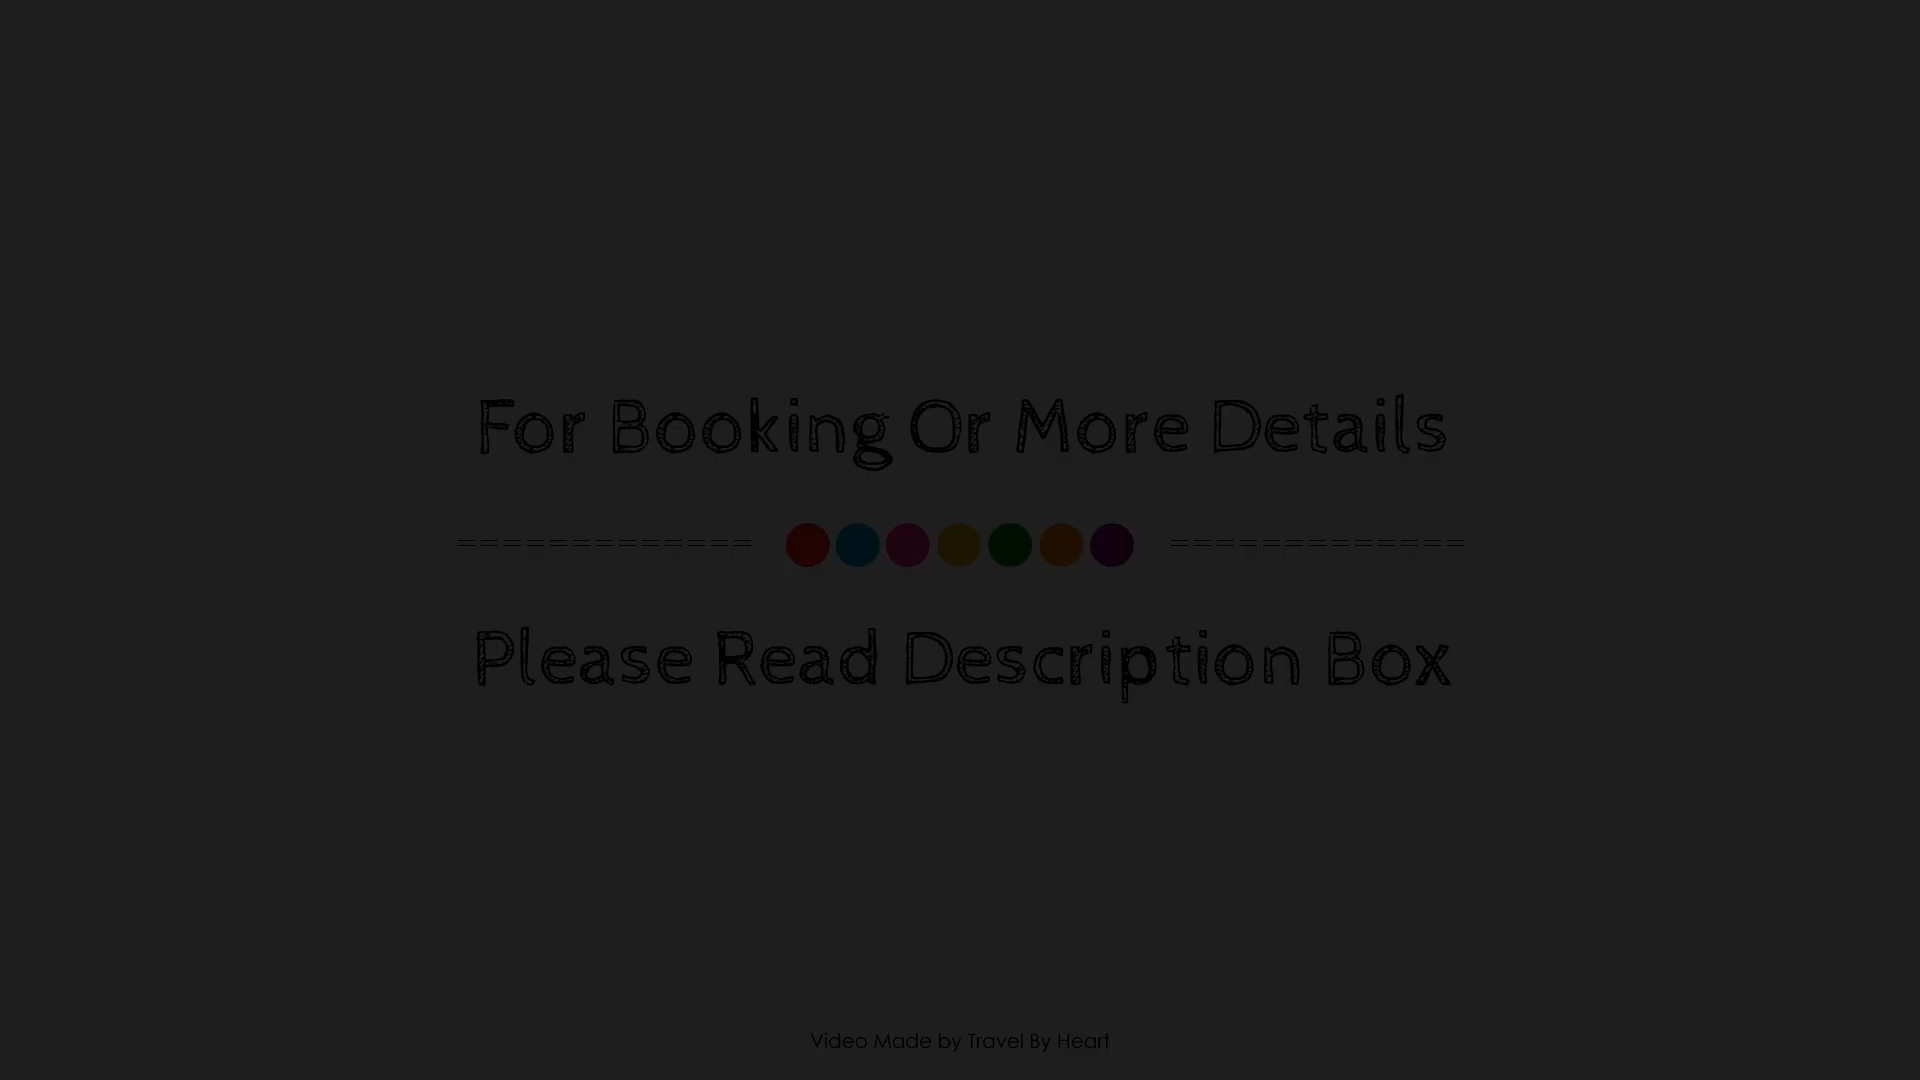 For Booking Or More Details
============= =============
Please Read Description Box
Video Made by Travel By Heart